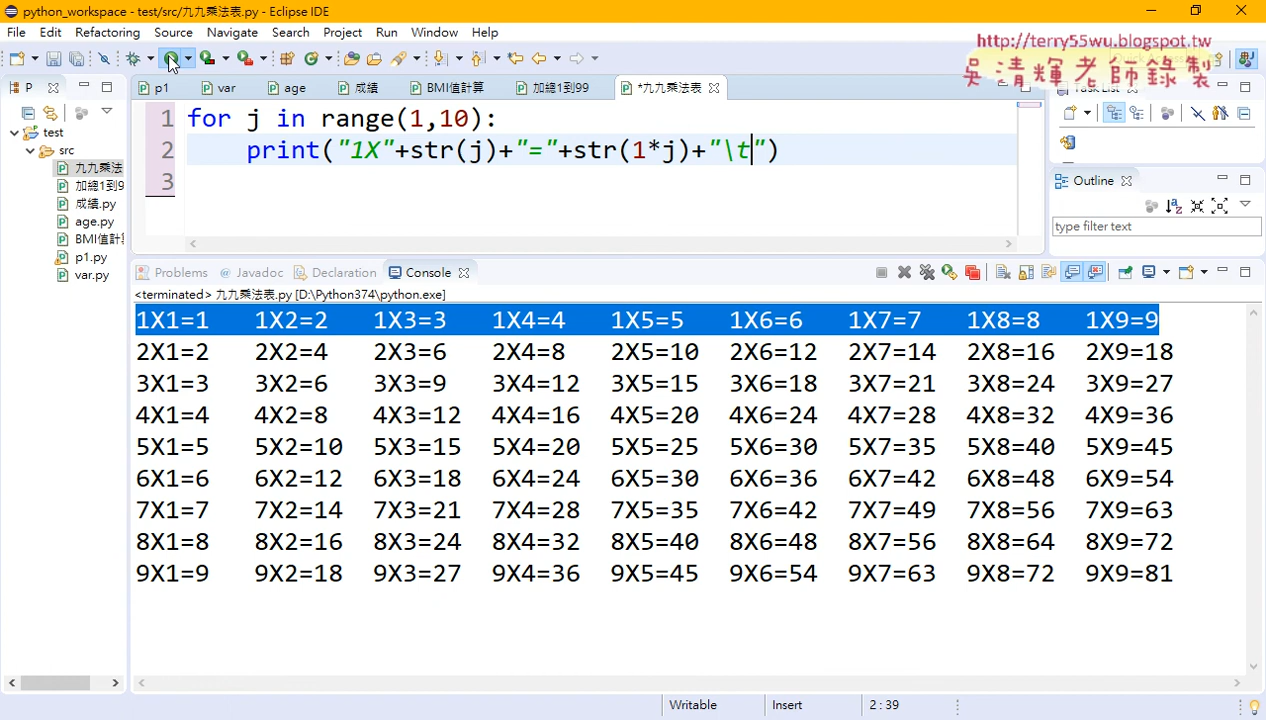 python_workspace - test/src/九九乘法表.py - Eclipse IDE
File Edit Refactoring Source Navigate Search Project Run Window Help
http://terry55wu.blogspot.tw
吳清輝老師錄製
P
p1 var age 成績 BMI值計算 加總1到99 *九九乘法表
test
src
九九乘法
加總1到9
成績.py
age.py
BMI值計
p1.py
var.py
1 for j in range(1,10):
2 print("1X"+str(j)+"="+str(1*j)+"\t")
3
Outline
type filter text
Problems Javadoc Declaration Console
<terminated> 九九乘法表.py [D:\Python374\python.exe]
1X1=1 1X2=2 1X3=3 1X4=4 1X5=5 1X6=6 1X7=7 1X8=8 1X9=9
2X1=2 2X2=4 2X3=6 2X4=8 2X5=10 2X6=12 2X7=14 2X8=16 2X9=18
3X1=3 3X2=6 3X3=9 3X4=12 3X5=15 3X6=18 3X7=21 3X8=24 3X9=27
4X1=4 4X2=8 4X3=12 4X4=16 4X5=20 4X6=24 4X7=28 4X8=32 4X9=36
5X1=5 5X2=10 5X3=15 5X4=20 5X5=25 5X6=30 5X7=35 5X8=40 5X9=45
6X1=6 6X2=12 6X3=18 6X4=24 6X5=30 6X6=36 6X7=42 6X8=48 6X9=54
7X1=7 7X2=14 7X3=21 7X4=28 7X5=35 7X6=42 7X7=49 7X8=56 7X9=63
8X1=8 8X2=16 8X3=24 8X4=32 8X5=40 8X6=48 8X7=56 8X8=64 8X9=72
9X1=9 9X2=18 9X3=27 9X4=36 9X5=45 9X6=54 9X7=63 9X8=72 9X9=81
Writable Insert 2 : 39